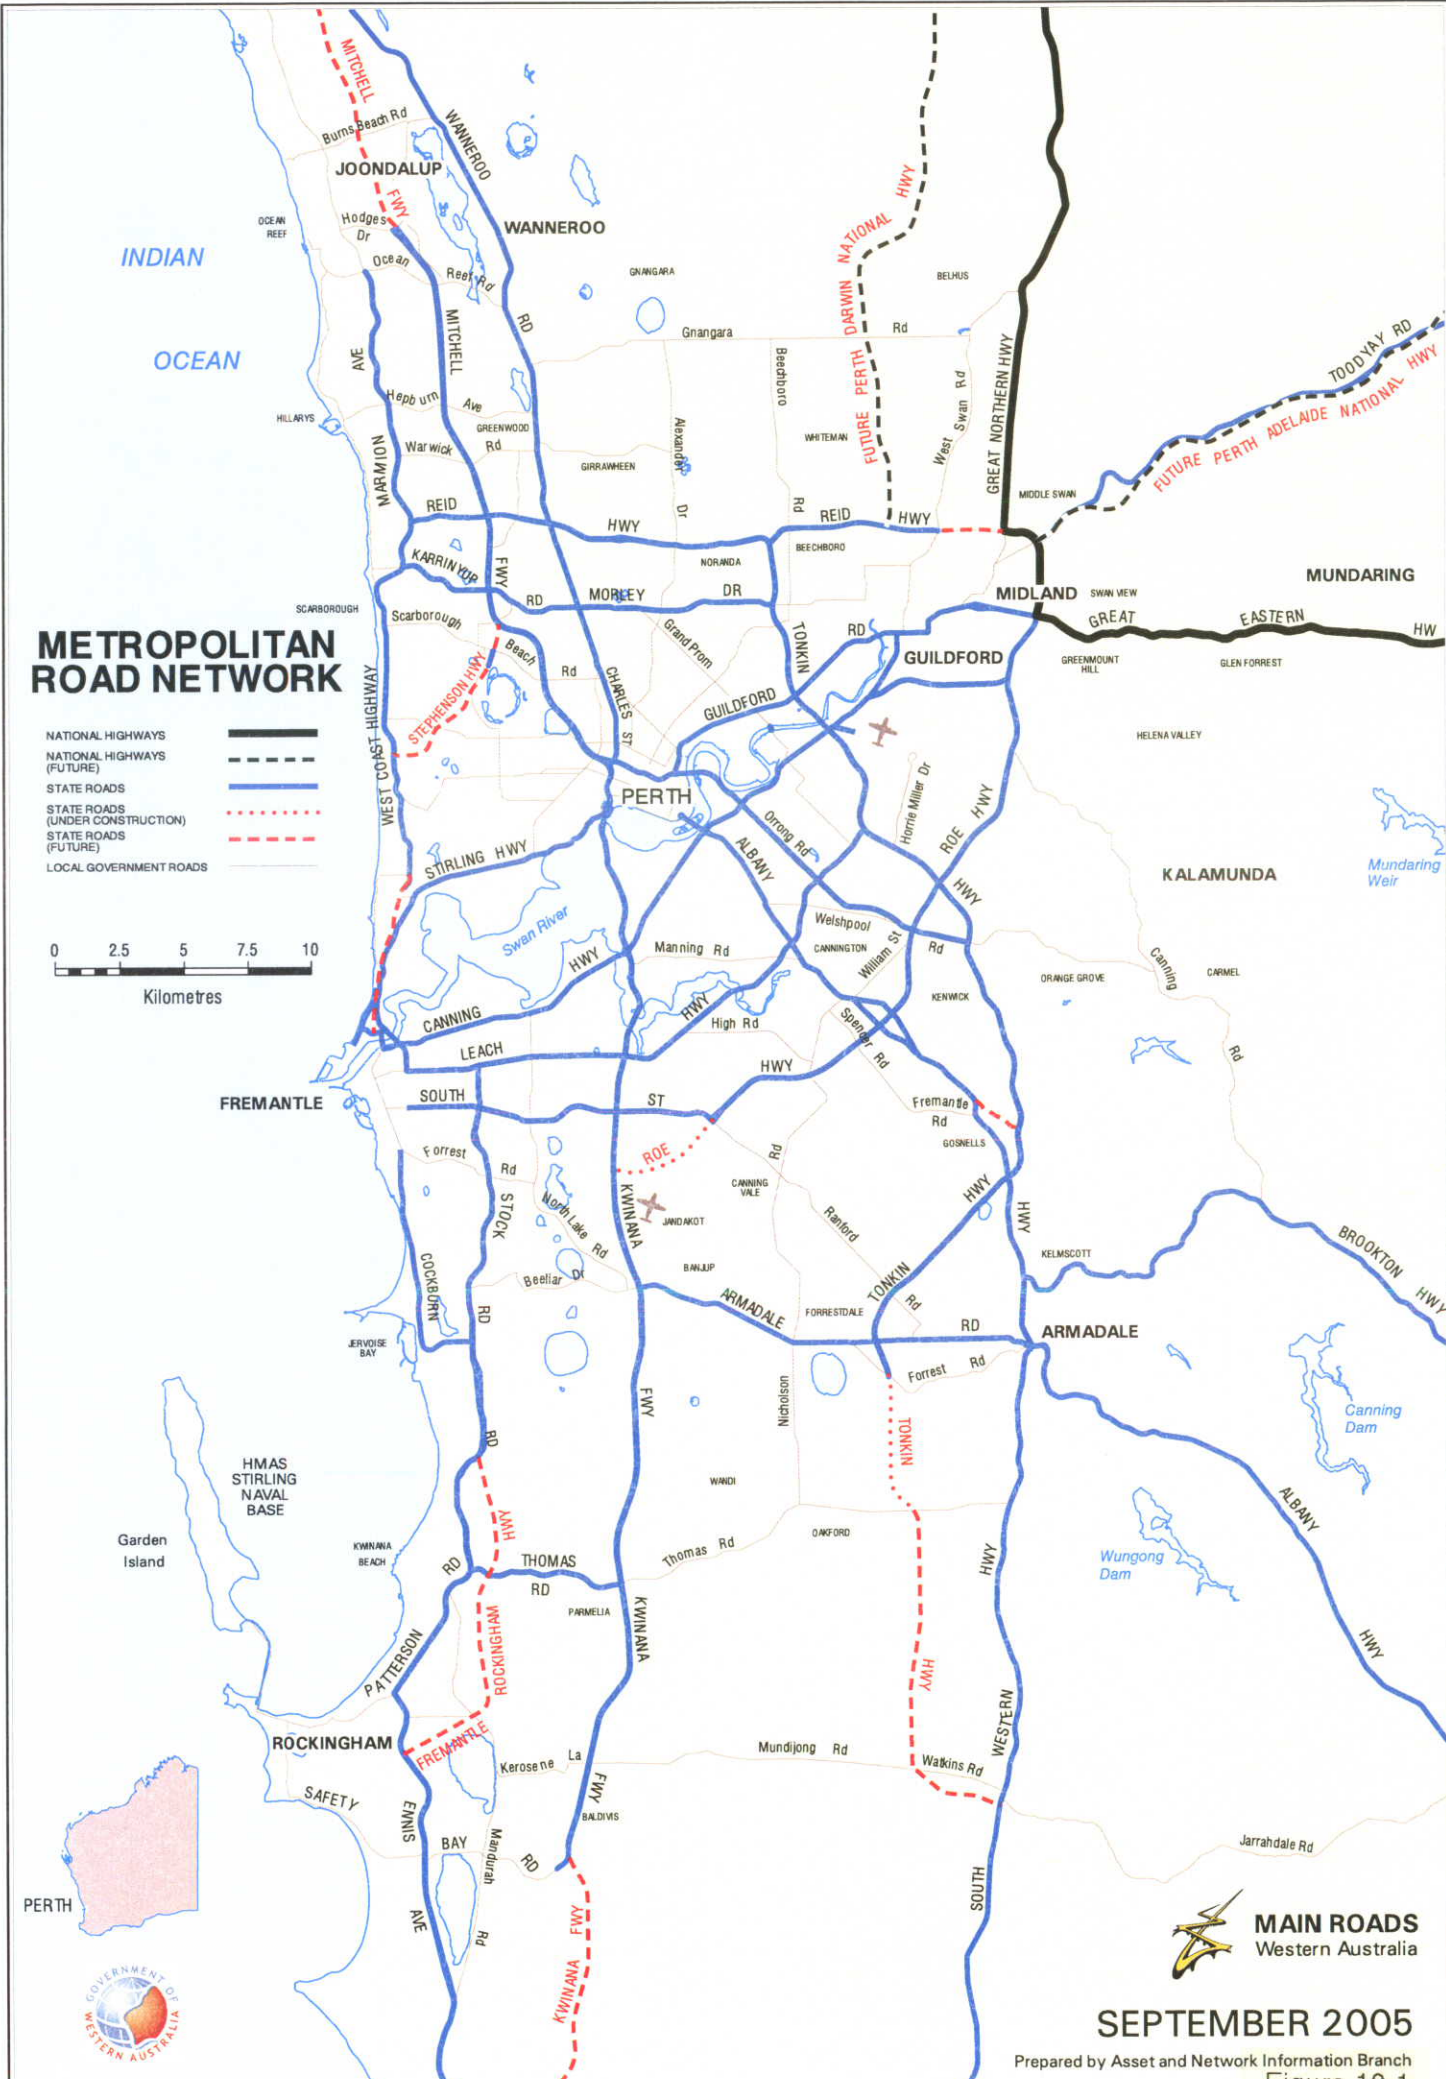 MITCHELL
FWY
Burns Beach Rd
WANNEROO
RD
JOONDALUP
WANNEROO
OCEAN
REEF
Hodges
Dr
Ocean
Reef Rd
INDIAN
OCEAN
GNANGARA
BELHUS
FUTURE PERTH DARWIN NATIONAL HWY
Gnangara
Rd
MITCHELL
FWY
AVE
MARMION
Beechboro
Rd
West Swan Rd
GREAT NORTHERN HWY
TOODYAY RD
FUTURE PERTH ADELAIDE NATIONAL HWY
HILLARYS
Hepburn
Ave
GREENWOOD
Warwick
Rd
GIRRAWHEEN
Alexander
Dr
WHITEMAN
MIDDLE SWAN
REID
HWY
REID
HWY
NORANDA
BEECHBORO
KARRINYUP
RD
MORLEY
DR
MIDLAND
SWAN VIEW
MUNDARING
GREAT
EASTERN
HW
SCARBOROUGH
Scarborough
Beach
Rd
Grand Prom
TONKIN
RD
GUILDFORD
GREENMOUNT
HILL
GLEN FORREST
METROPOLITAN
ROAD NETWORK
STEPHENSON HWY
CHARLES
ST
GUILDFORD
WEST COAST HIGHWAY
HELENA VALLEY
NATIONAL HIGHWAYS
NATIONAL HIGHWAYS
(FUTURE)
STATE ROADS
STATE ROADS
(UNDER CONSTRUCTION)
STATE ROADS
(FUTURE)
LOCAL GOVERNMENT ROADS
PERTH
Horrie Miller Dr
ROE
HWY
Orrong Rd
ALBANY
HWY
STIRLING HWY
KALAMUNDA
Mundaring
Weir
0
2.5
5
7.5
10
Kilometres
Swan River
Welshpool
Rd
CANNINGTON
William St
Manning Rd
HWY
CANNING
ORANGE GROVE
Canning
Rd
CARMEL
KENWICK
HWY
High Rd
Spencer Rd
LEACH
HWY
FREMANTLE
SOUTH
ST
Fremantle
Rd
GOSNELLS
Forrest
Rd
ROE
CANNING
VALE
Rd
HWY
HWY
STOCK
RD
North Lake Rd
KWINANA
JANDAKOT
Ranford
Rd
KELMSCOTT
BROOKTON
HWY
COCKBURN
Beeliar Dr
BANJUP
ARMADALE
RD
TONKIN
FORRESTDALE
ARMADALE
JERVOISE
BAY
Forrest
Rd
Nicholson
FWY
TONKIN
HWY
Canning
Dam
RD
WANDI
HMAS
STIRLING
NAVAL
BASE
HWY
ALBANY
HWY
OAKFORD
Garden
Island
KWINANA
BEACH
RD
THOMAS
RD
Thomas Rd
HWY
Wungong
Dam
PARMELIA
KWINANA
ROCKINGHAM
PATTERSON
WESTERN
ROCKINGHAM
FREMANTLE
Kerosene La
Mundijong Rd
Watkins Rd
SAFETY
BAY
RD
ENNIS
AVE
FWY
BALDIVIS
Mandurah
Rd
Jarrahdale Rd
SOUTH
KWINANA FWY
PERTH
GOVERNMENT OF
WESTERN AUSTRALIA
MAIN ROADS
Western Australia
SEPTEMBER 2005
Prepared by Asset and Network Information Branch
Figure 10.1